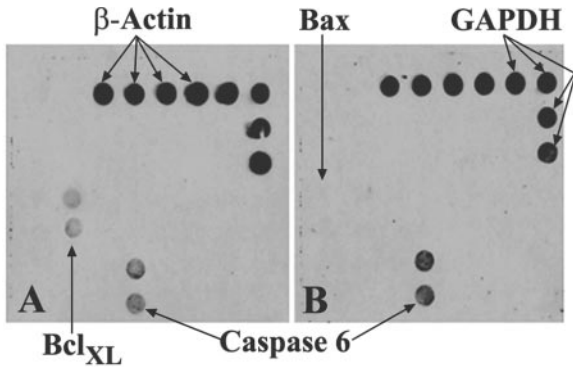 β-Actin
Bax
GAPDH
A
B
Bcl_XL
Caspase 6